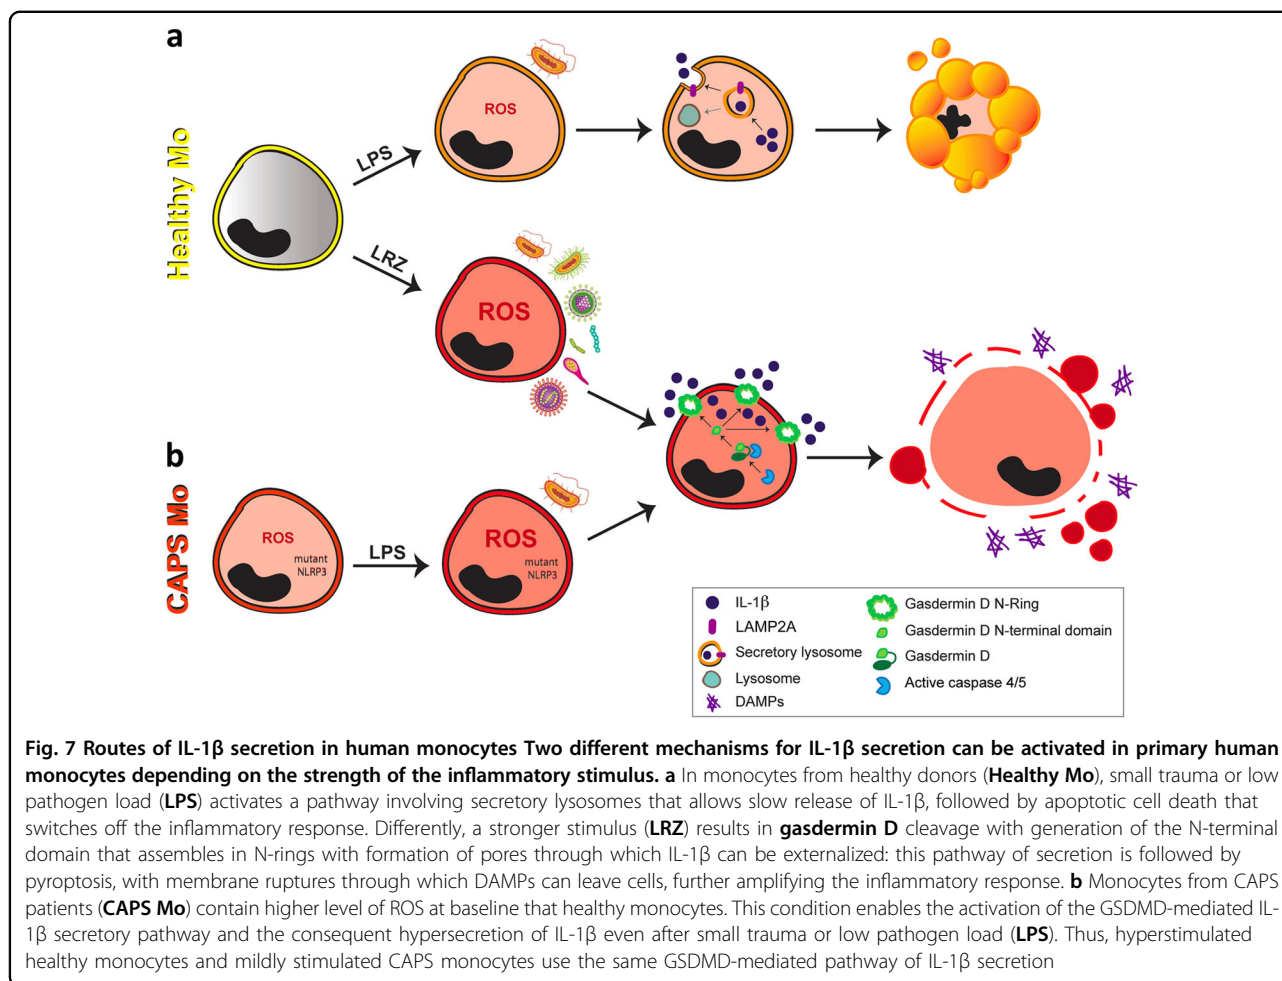 a
Healthy Mo
LPS
ROS
LRZ
ROS
b
CAPS Mo
ROS
mutant
NLRP3
LPS
ROS
mutant
NLRP3
IL-1β
LAMP2A
Secretory lysosome
Lysosome
DAMPs
Gasdermin D N-Ring
Gasdermin D N-terminal domain
Gasdermin D
Active caspase 4/5
Fig. 7 Routes of IL-1β secretion in human monocytes Two different mechanisms for IL-1β secretion can be activated in primary human
monocytes depending on the strength of the inflammatory stimulus. a In monocytes from healthy donors (Healthy Mo), small trauma or low
pathogen load (LPS) activates a pathway involving secretory lysosomes that allows slow release of IL-1β, followed by apoptotic cell death that
switches off the inflammatory response. Differently, a stronger stimulus (LRZ) results in gasdermin D cleavage with generation of the N-terminal
domain that assembles in N-rings with formation of pores through which IL-1β can be externalized: this pathway of secretion is followed by
pyroptosis, with membrane ruptures through which DAMPs can leave cells, further amplifying the inflammatory response. b Monocytes from CAPS
patients (CAPS Mo) contain higher level of ROS at baseline that healthy monocytes. This condition enables the activation of the GSDMD-mediated IL-
1β secretory pathway and the consequent hypersecretion of IL-1β even after small trauma or low pathogen load (LPS). Thus, hyperstimulated
healthy monocytes and mildly stimulated CAPS monocytes use the same GSDMD-mediated pathway of IL-1β secretion